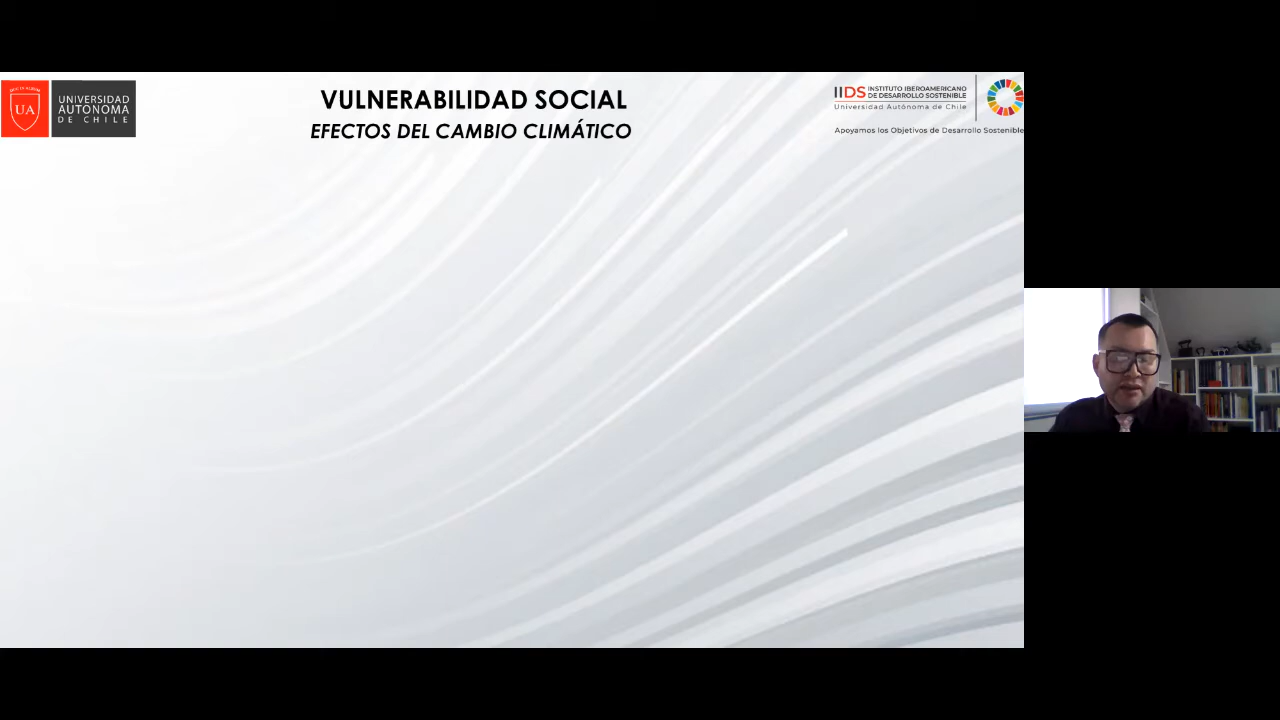 UA
UNIVERSIDAD
AUTÓNOMA
DE CHILE
VULNERABILIDAD SOCIAL
EFECTOS DEL CAMBIO CLIMÁTICO
IIDS INSTITUTO IBEROAMERICANO
DE DESARROLLO SOSTENIBLE
Universidad Autónoma de Chile
Apoyamos los Objetivos de Desarrollo Sostenible